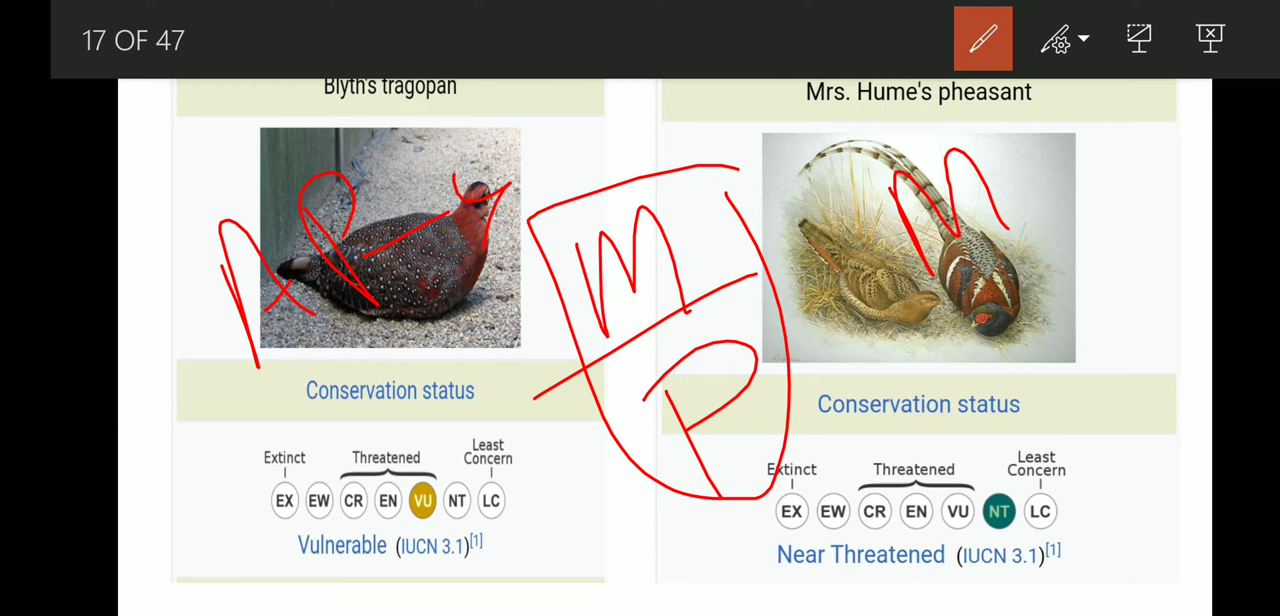 17 OF 47
Blyth's tragopan
Mrs. Hume's pheasant
M
M
P
Conservation status
Conservation status
Extinct Threatened Least Concern
EX EW CR EN VU NT LC
Vulnerable (IUCN 3.1)[1]
Extinct Threatened Least Concern
EX EW CR EN VU NT LC
Near Threatened (IUCN 3.1)[1]